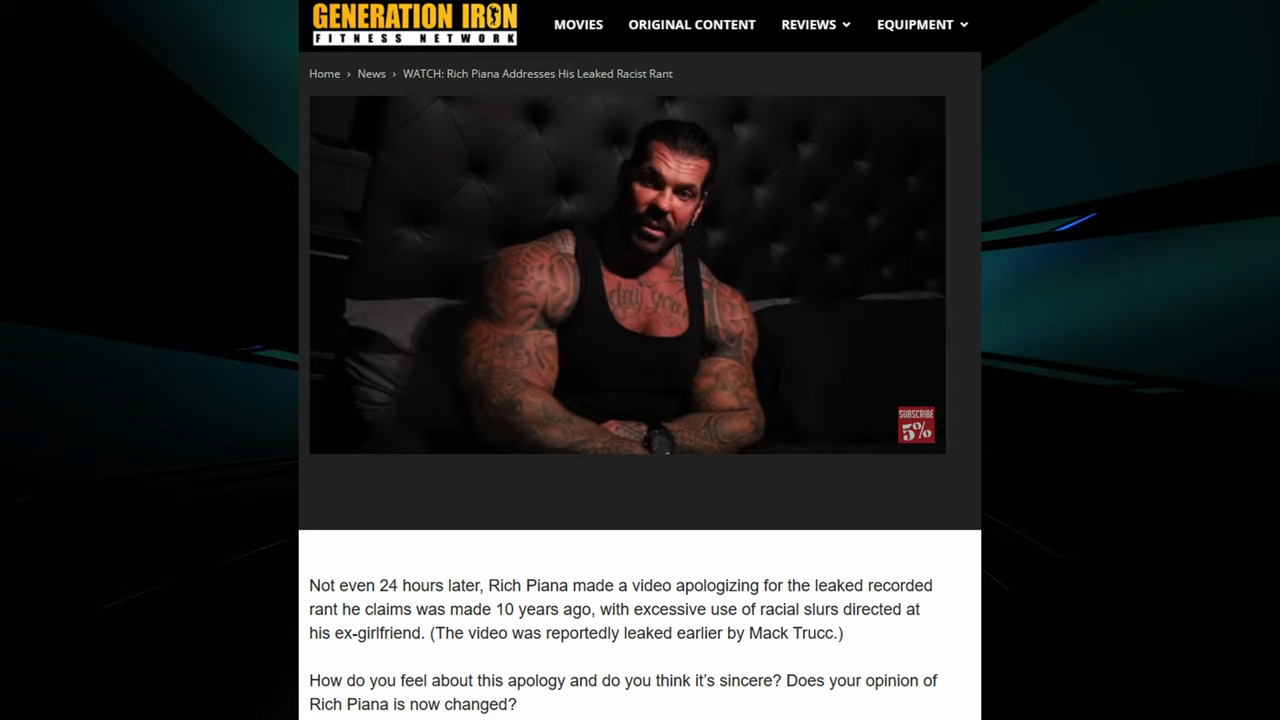 GENERATION IRON
FITNESS NETWORK
MOVIES ORIGINAL CONTENT REVIEWS EQUIPMENT
Home › News › WATCH: Rich Piana Addresses His Leaked Racist Rant
day you
SUBSCRIBE
5%
Not even 24 hours later, Rich Piana made a video apologizing for the leaked recorded
rant he claims was made 10 years ago, with excessive use of racial slurs directed at
his ex-girlfriend. (The video was reportedly leaked earlier by Mack Trucc.)
How do you feel about this apology and do you think it’s sincere? Does your opinion of
Rich Piana is now changed?